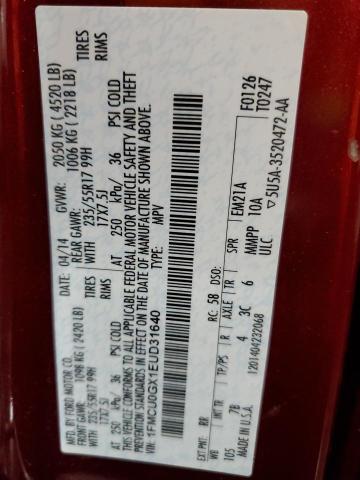 MFD. BY FORD MOTOR CO.
DATE: 04/14 GVWR: 2050 KG ( 4520 LB)
FRONT GAWR: 1098 KG (2420 LB) REAR GAWR: 1006 KG ( 2218 LB)
235/55R17 99H WITH 235/55R17 99H TIRES
17X7.5J WITH 17X7.5J RIMS
AT 250 kPa/ 36 PSI COLD AT 250 kPa/ 36 PSI COLD
THIS VEHICLE CONFORMS TO ALL APPLICABLE FEDERAL MOTOR VEHICLE SAFETY AND THEFT
PREVENTION STANDARDS IN EFFECT ON THE DATE OF MANUFACTURE SHOWN ABOVE.
VIN: 1FMCU0GX1EUD31640 TYPE: MPV
F0126
T0247
EXT PNT: RR RC: 58 DSO:
WB TP/PS R AXLE TR SPR EM21A
105 7B J 4 3C 6 MMPP 10A
MADE IN U.S.A. ULC
1201404232068 5U5A-3520472-AA